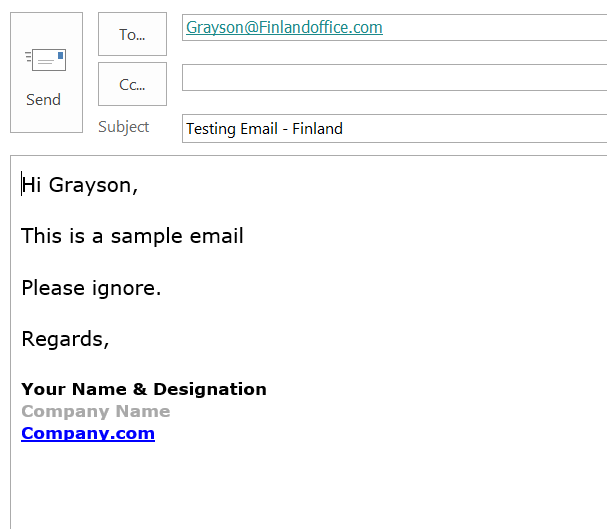 To...
Grayson@Finlandoffice.com
Send
Cc...
Subject
Testing Email - Finland
Hi Grayson,
This is a sample email
Please ignore.
Regards,
Your Name & Designation
Company Name
Company.com